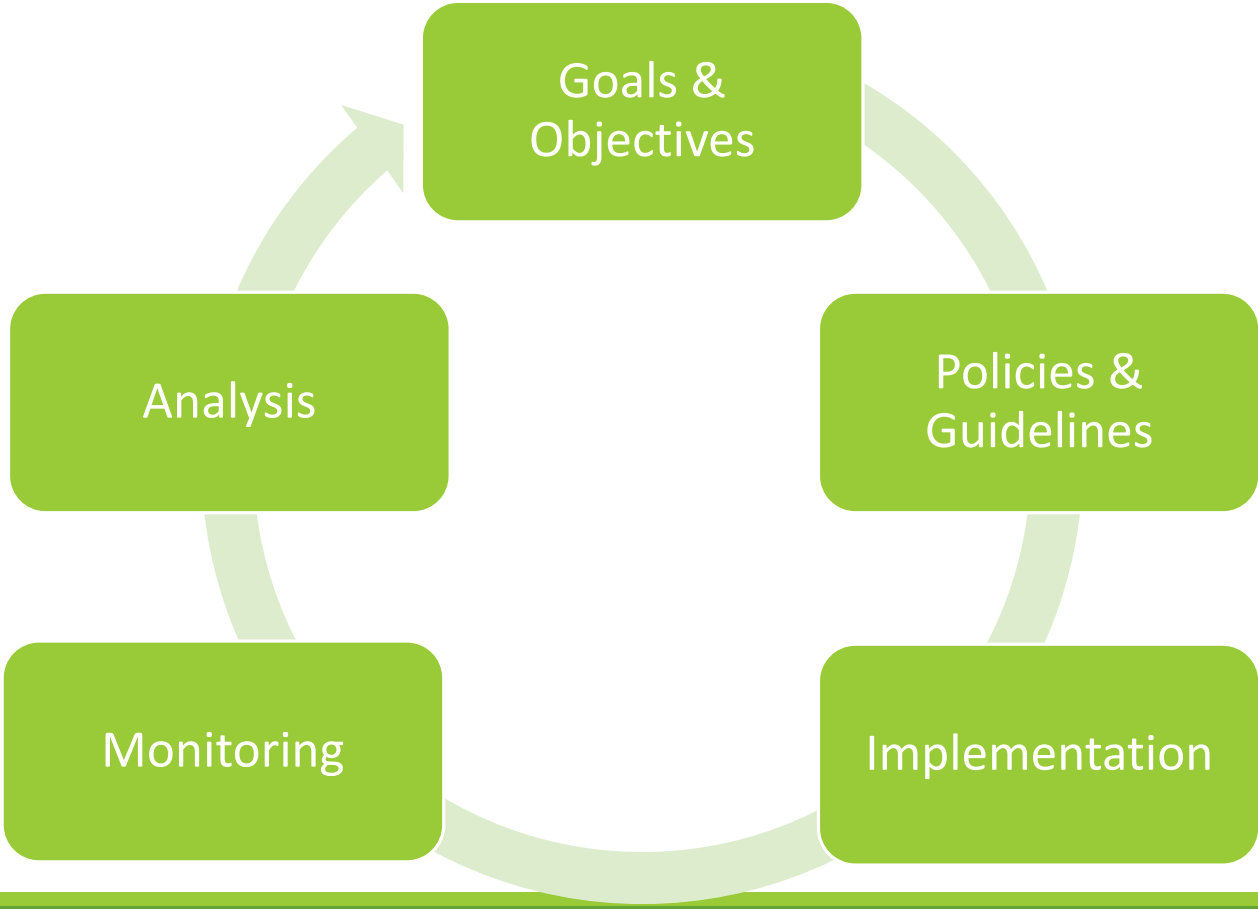 Goals &
Objectives
Policies &
Guidelines
Implementation
Monitoring
Analysis